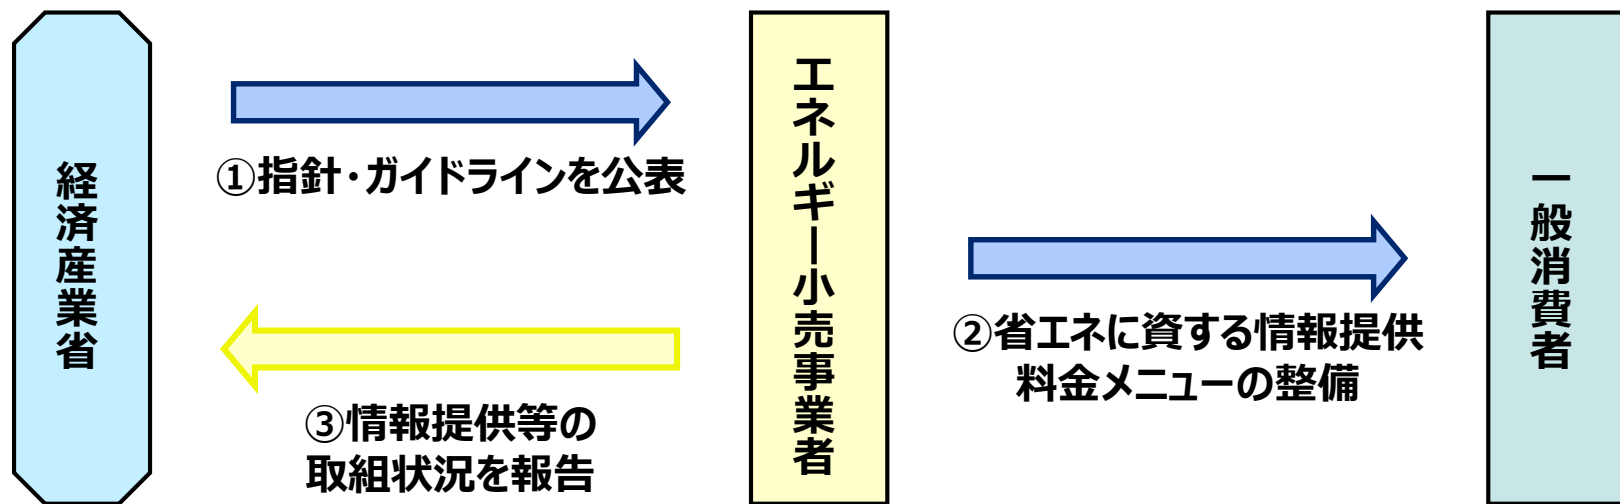 経済産業省
①指針・ガイドラインを公表
③情報提供等の
取組状況を報告
エネルギー小売事業者
②省エネに資する情報提供
料金メニューの整備
一般消費者